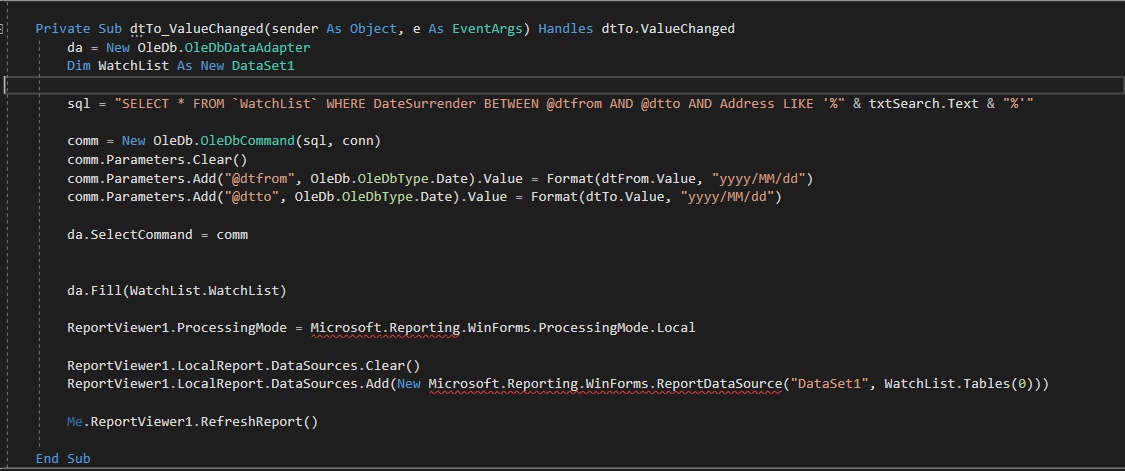 Private Sub dtTo_ValueChanged(sender As Object, e As EventArgs) Handles dtTo.ValueChanged
da = New OleDb.OleDbDataAdapter
Dim WatchList As New DataSet1
sql = "SELECT * FROM `WatchList` WHERE DateSurrender BETWEEN @dtfrom AND @dtto AND Address LIKE '%" & txtSearch.Text & "%'"
comm = New OleDb.OleDbCommand(sql, conn)
comm.Parameters.Clear()
comm.Parameters.Add("@dtfrom", OleDb.OleDbType.Date).Value = Format(dtFrom.Value, "yyyy/MM/dd")
comm.Parameters.Add("@dtto", OleDb.OleDbType.Date).Value = Format(dtTo.Value, "yyyy/MM/dd")
da.SelectCommand = comm
da.Fill(WatchList.WatchList)
ReportViewer1.ProcessingMode = Microsoft.Reporting.WinForms.ProcessingMode.Local
ReportViewer1.LocalReport.DataSources.Clear()
ReportViewer1.LocalReport.DataSources.Add(New Microsoft.Reporting.WinForms.ReportDataSource("DataSet1", WatchList.Tables(0)))
Me.ReportViewer1.RefreshReport()
End Sub